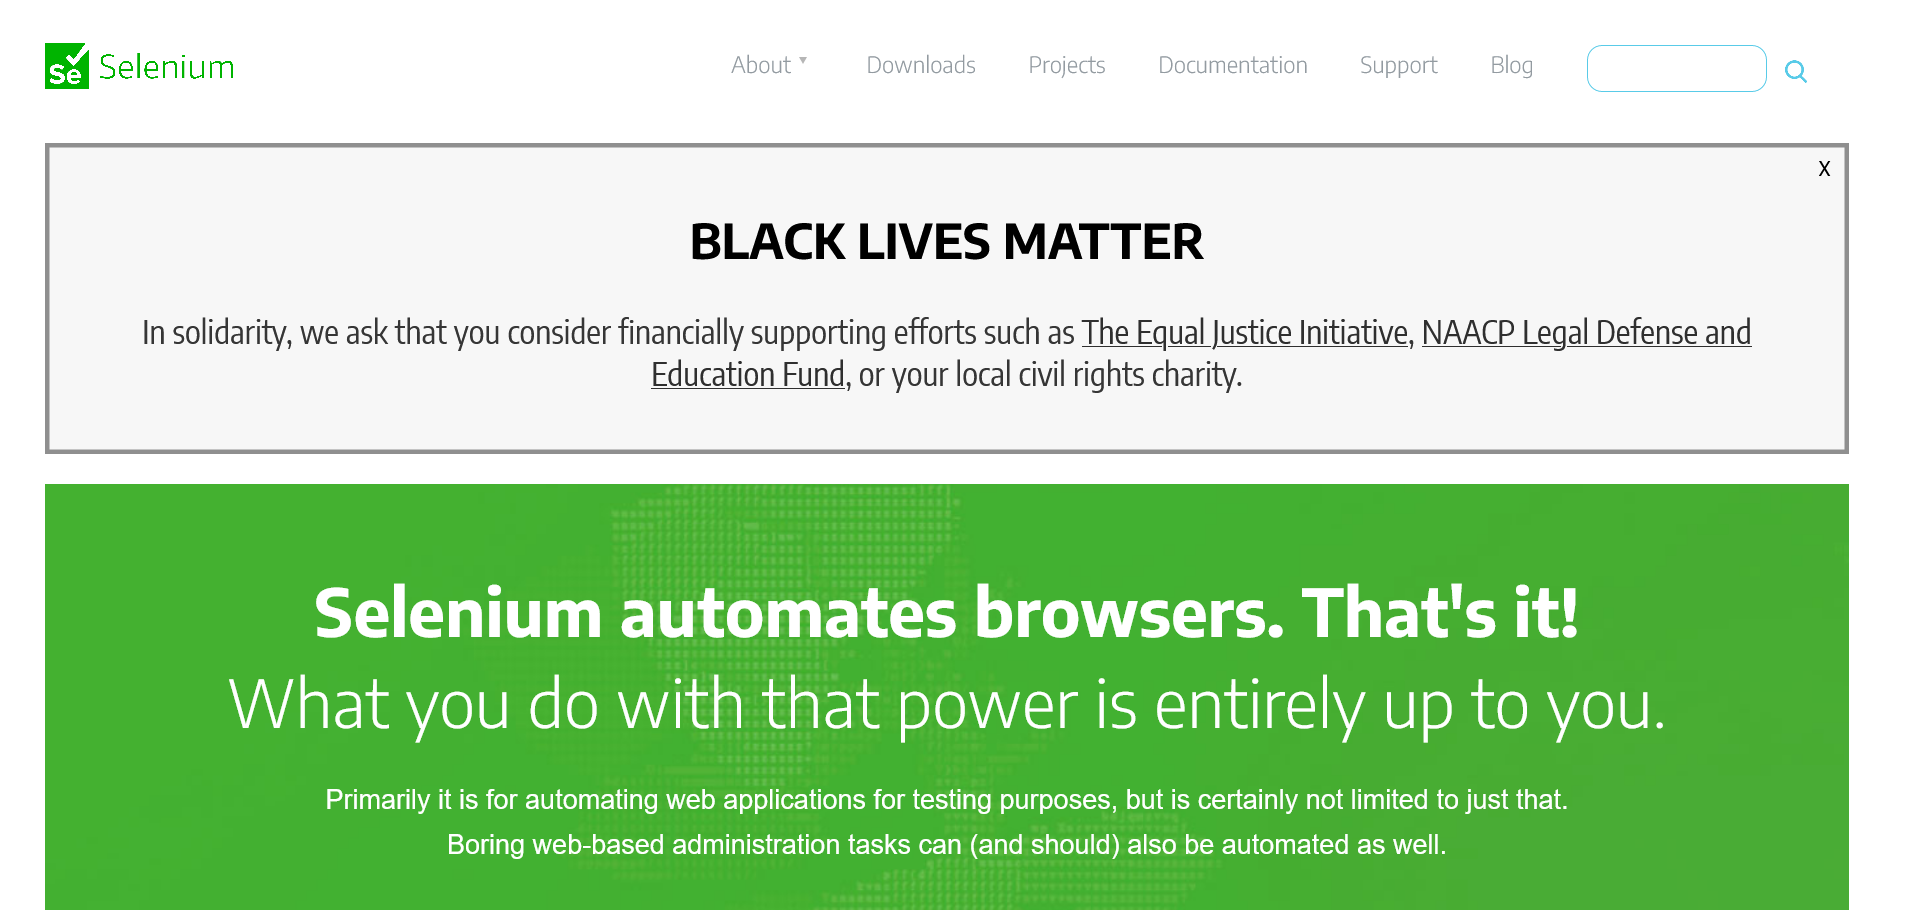 se Selenium
About Downloads Projects Documentation Support Blog
X
BLACK LIVES MATTER
In solidarity, we ask that you consider financially supporting efforts such as The Equal Justice Initiative, NAACP Legal Defense and
Education Fund, or your local civil rights charity.
Selenium automates browsers. That's it!
What you do with that power is entirely up to you.
Primarily it is for automating web applications for testing purposes, but is certainly not limited to just that.
Boring web-based administration tasks can (and should) also be automated as well.